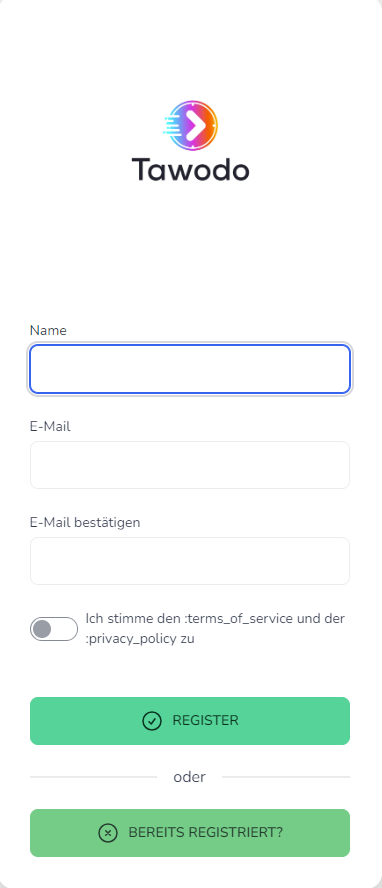 Tawodo
Name
E-Mail
E-Mail bestätigen
Ich stimme den :terms_of_service und der
:privacy_policy zu
REGISTER
oder
BEREITS REGISTRIERT?